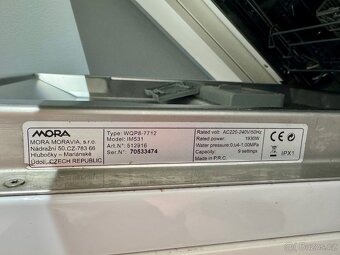 MORA
MORA MORAVIA, s.r.o.
Nádražní 50, CZ-783 66
Hlubočky – Mariánské
Údolí, CZECH REPUBLIC
Type: WQP8-7712
Model: IM531
Art.nr: 512916
Ser.N°: 70533474
Rated volt.: AC220-240V/50Hz
Rated power: 1930W
Water pressure: 0,04-1,00MPa
Capacity: 9 settings
Made in P.R.C.
CE
IPX1